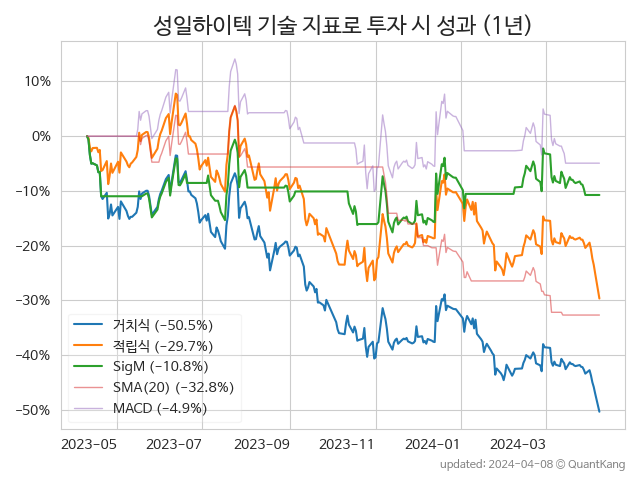 성일하이텍 기술 지표로 투자 시 성과 (1년)
10%
0%
−10%
−20%
−30%
−40%
−50%
거치식 (−50.5%)
적립식 (−29.7%)
SigM (−10.8%)
SMA(20) (−32.8%)
MACD (−4.9%)
2023-05 2023-07 2023-09 2023-11 2024-01 2024-03
updated: 2024-04-08 ⓒ QuantKang